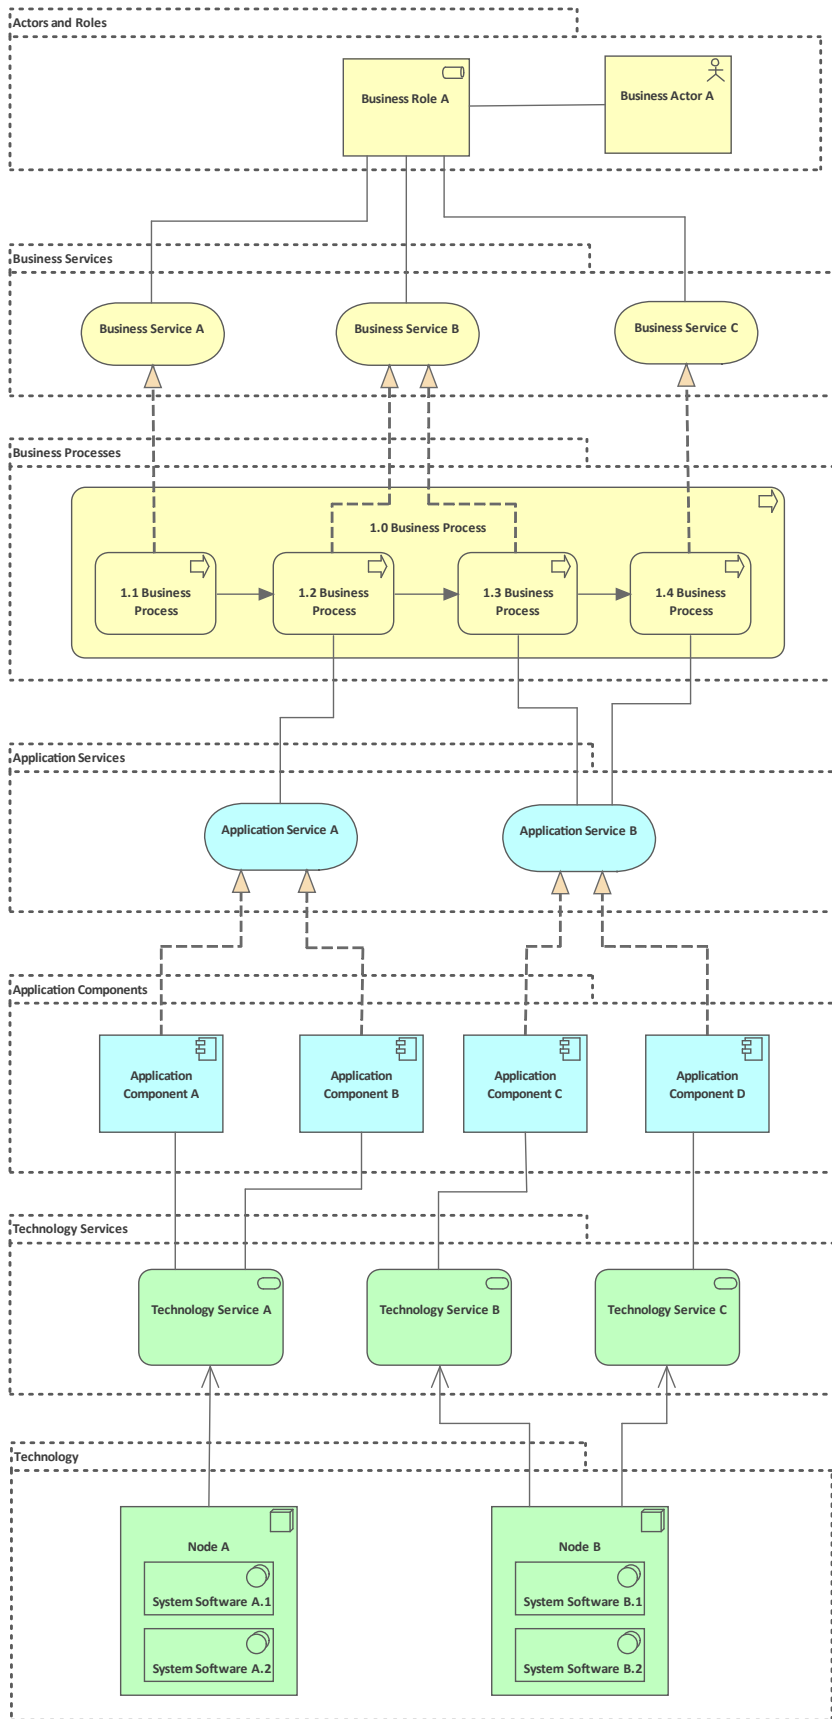 Actors and Roles
Business Role A
Business Actor A
Business Services
Business Service A
Business Service B
Business Service C
Business Processes
1.0 Business Process
1.1 Business
Process
1.2 Business
Process
1.3 Business
Process
1.4 Business
Process
Application Services
Application Service A
Application Service B
Application Components
Application
Component A
Application
Component B
Application
Component C
Application
Component D
Technology Services
Technology Service A
Technology Service B
Technology Service C
Technology
Node A
System Software A.1
System Software A.2
Node B
System Software B.1
System Software B.2